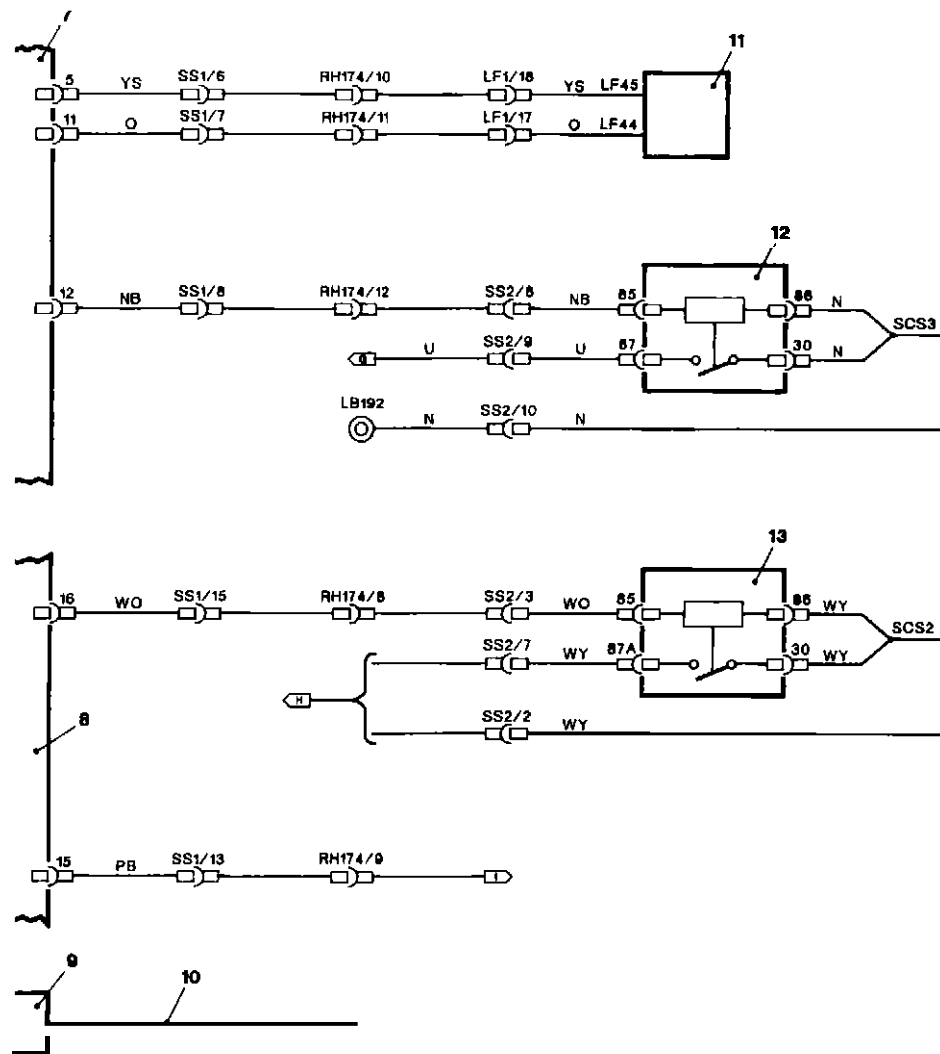 7
11
5 YS SS1/6 RH174/10 LF1/18 YS LF45
11 O SS1/7 RH174/11 LF1/17 O LF44
12
12 NB SS1/8 RH174/12 SS2/8 NB 85 86 N
SCS3
U SS2/9 U 87 30 N
LB192 N SS2/10 N
13
16 WO SS1/15 RH174/8 SS2/3 WO 85 86 WY
SCS2
SS2/7 WY 87A 30 WY
H
SS2/2 WY
8
15 PB SS1/13 RH174/9
9
10